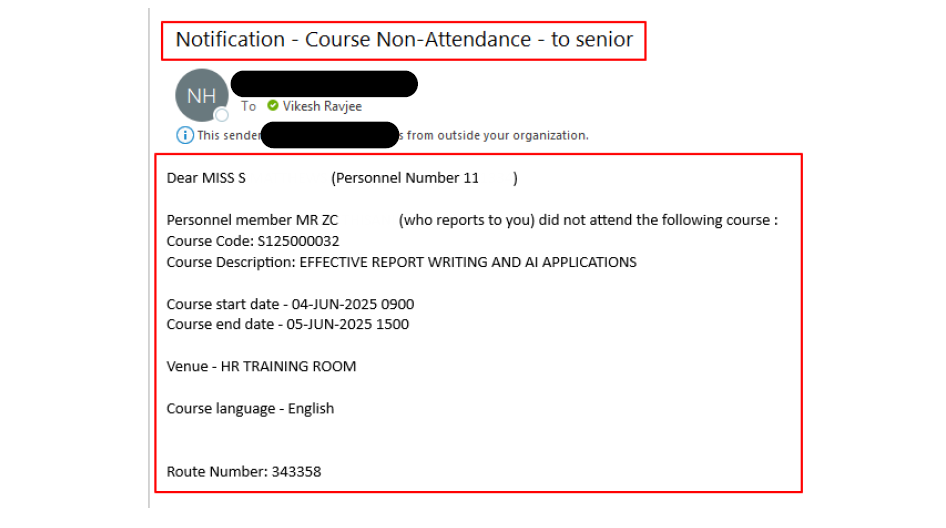 Notification - Course Non-Attendance - to senior
NH
To Vikesh Ravjee
This sender s from outside your organization.
Dear MISS S (Personnel Number 11 )
Personnel member MR ZC (who reports to you) did not attend the following course :
Course Code: S125000032
Course Description: EFFECTIVE REPORT WRITING AND AI APPLICATIONS
Course start date - 04-JUN-2025 0900
Course end date - 05-JUN-2025 1500
Venue - HR TRAINING ROOM
Course language - English
Route Number: 343358